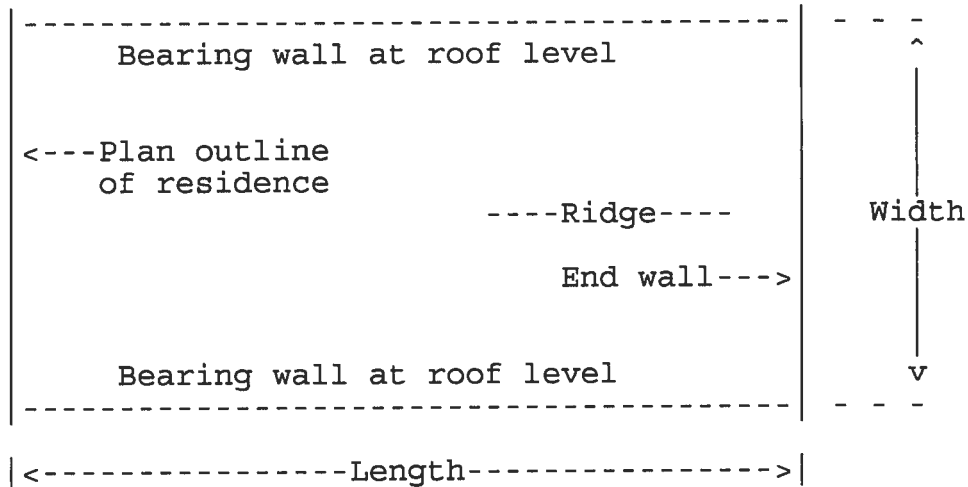 Bearing wall at roof level
<---Plan outline
of residence
----Ridge----
Width
End wall--->
Bearing wall at roof level
|<-----------------Length---------------->|